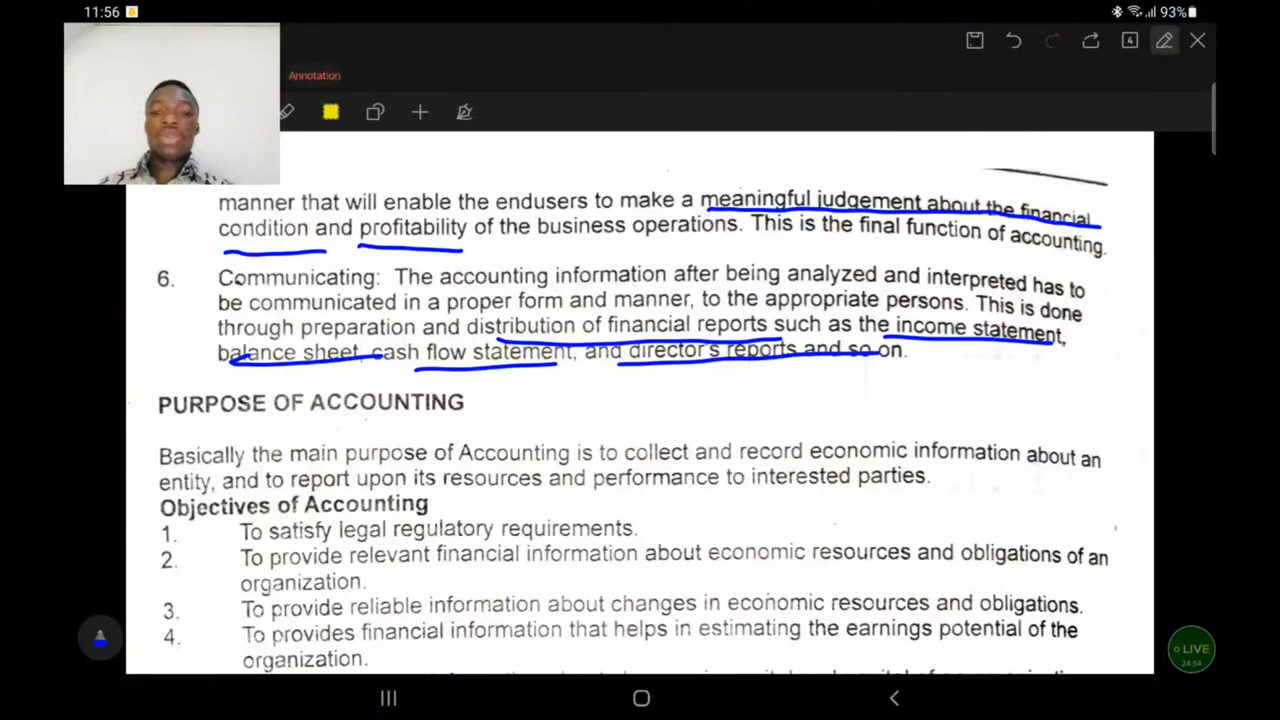 11:56
93%
4
Annotation
manner that will enable the endusers to make a meaningful judgement about the financial
condition and profitability of the business operations. This is the final function of accounting.
6. Communicating: The accounting information after being analyzed and interpreted has to
be communicated in a proper form and manner, to the appropriate persons. This is done
through preparation and distribution of financial reports such as the income statement,
balance sheet, cash flow statement, and director's reports and so on.
PURPOSE OF ACCOUNTING
Basically the main purpose of Accounting is to collect and record economic information about an
entity, and to report upon its resources and performance to interested parties.
Objectives of Accounting
1. To satisfy legal regulatory requirements.
2. To provide relevant financial information about economic resources and obligations of an
organization.
3. To provide reliable information about changes in economic resources and obligations.
4. To provides financial information that helps in estimating the earnings potential of the
organization.
LIVE
24:54